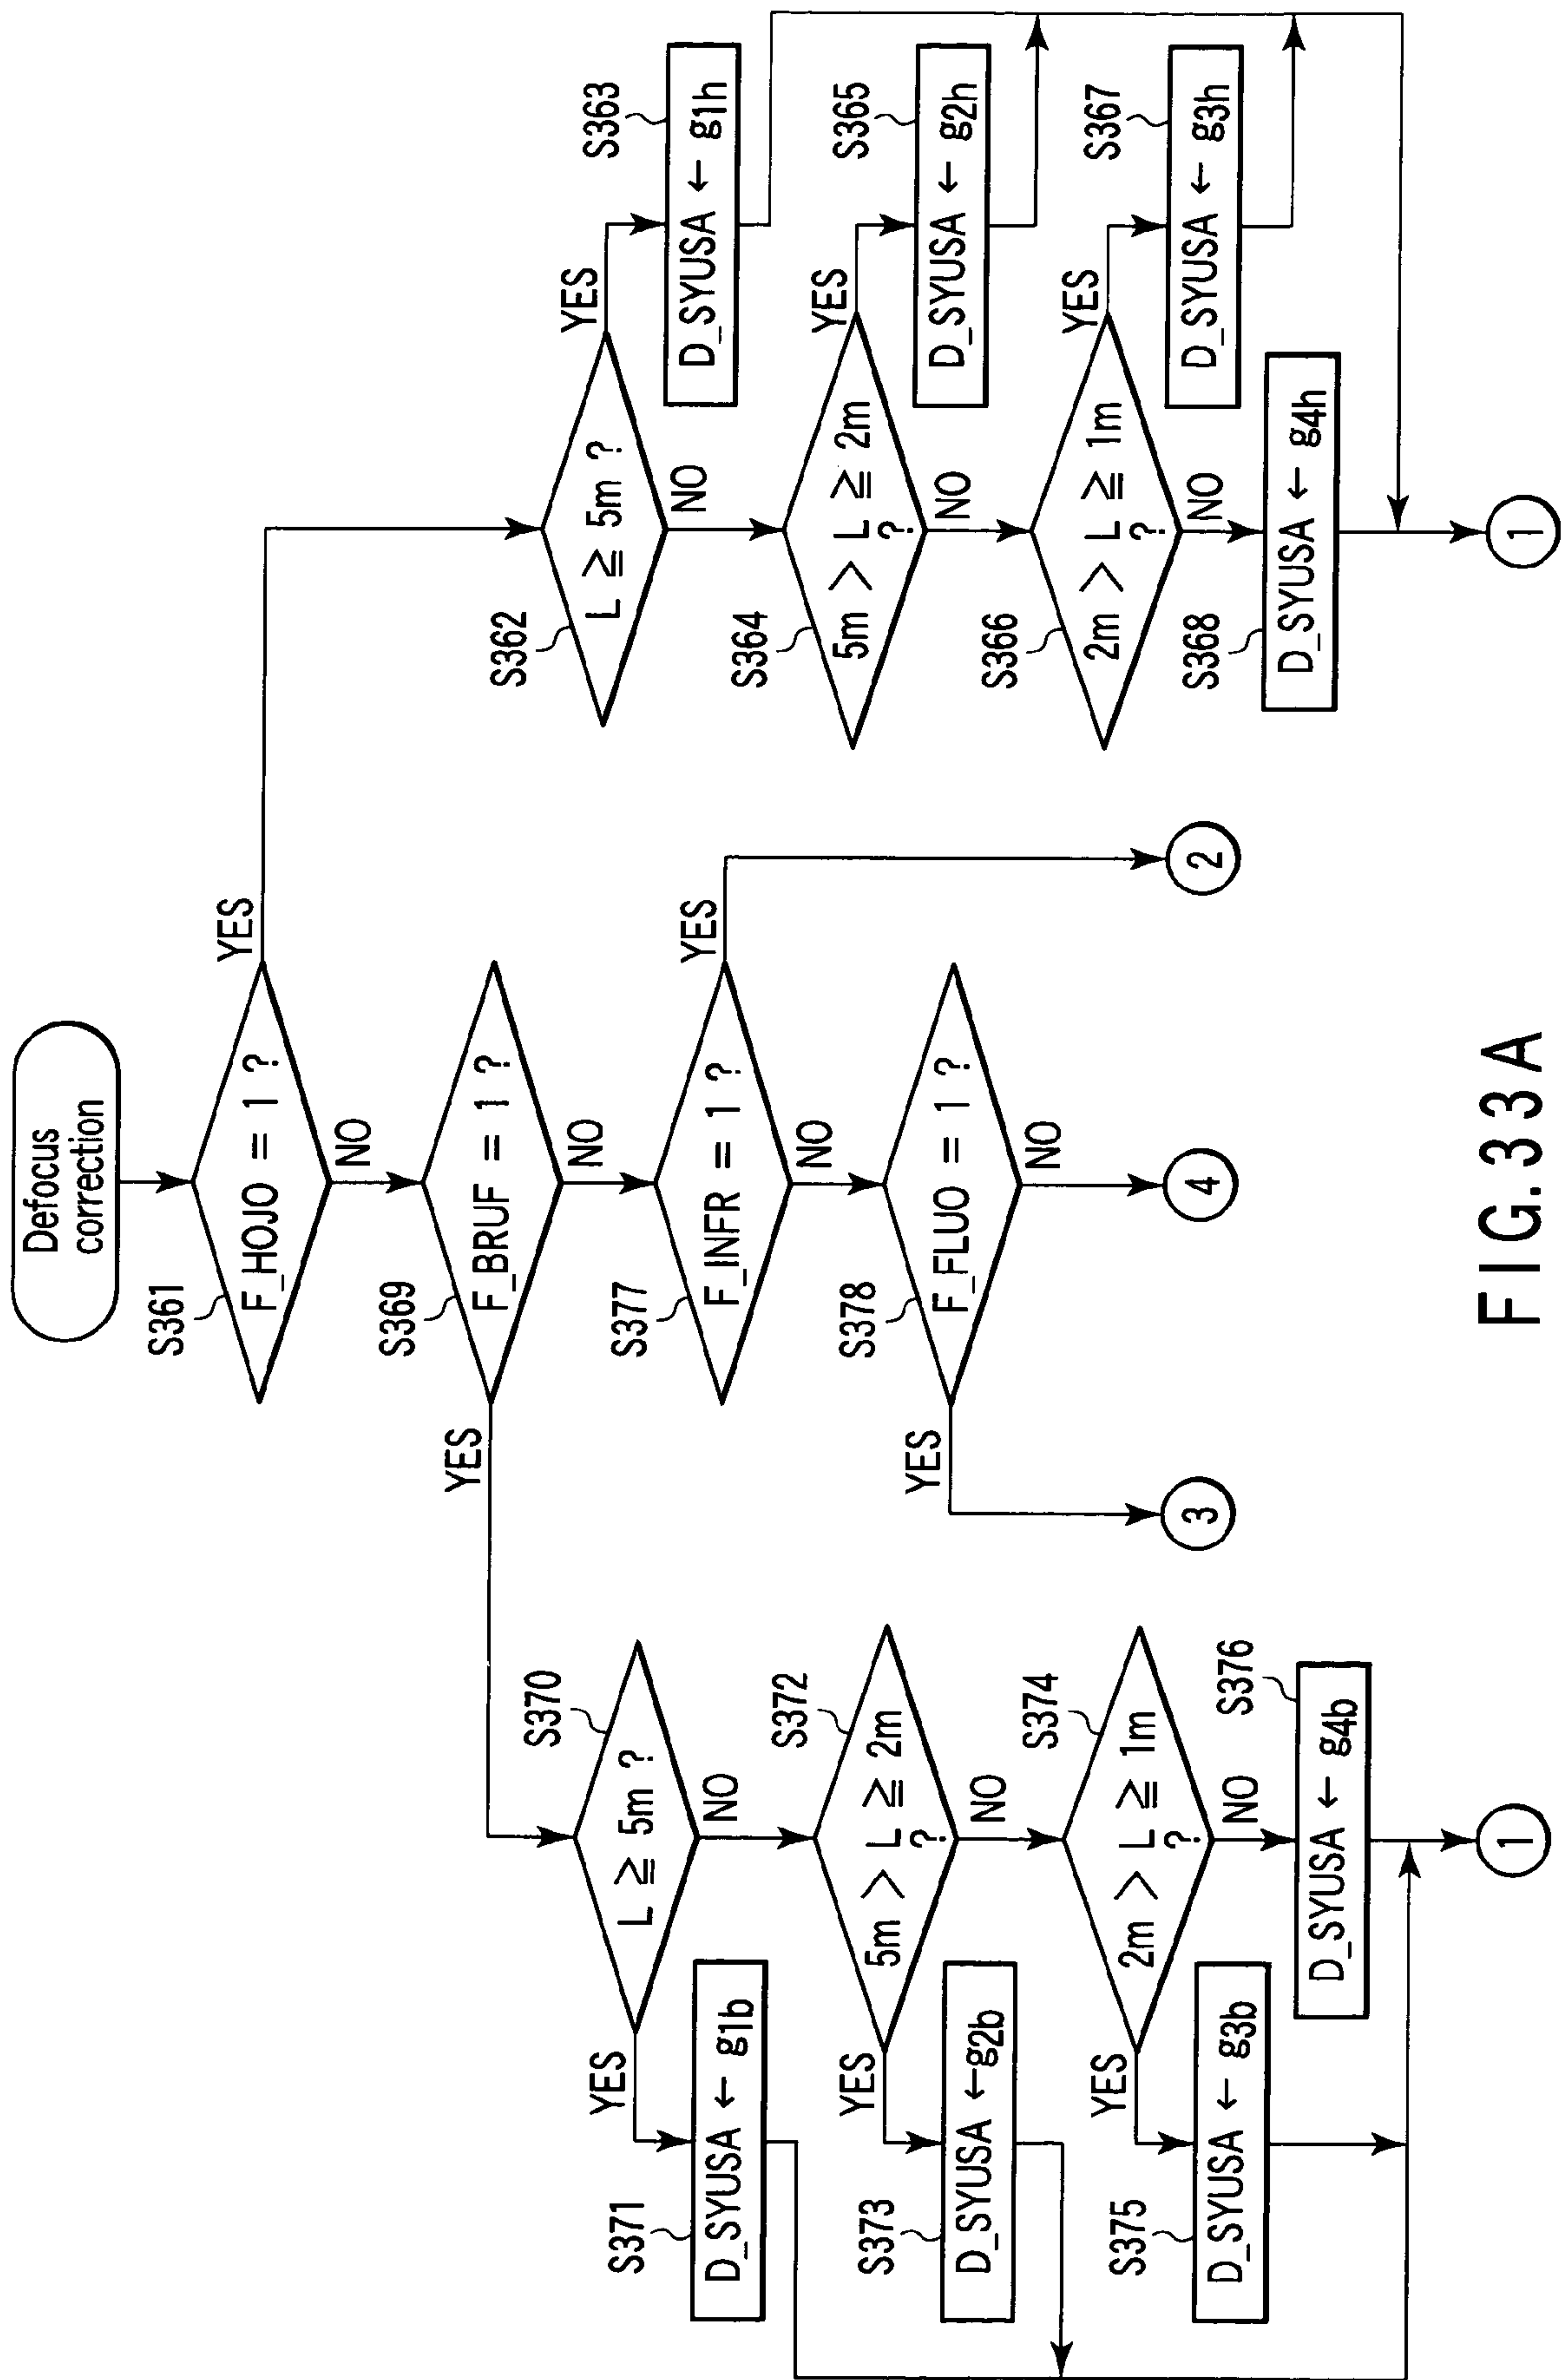 Defocus
correction
S361
F_HOJO = 1 ?
YES
NO
S362
L ≧ 5m ?
YES
NO
S363
D_SYUSA ← g1h
S364
5m > L ≧ 2m
?
YES
NO
S365
D_SYUSA ← g2h
S366
2m > L ≧ 1m
?
YES
NO
S367
D_SYUSA ← g3h
S368
D_SYUSA ← g4h
1
S369
F_BRUF = 1 ?
YES
NO
S370
L ≧ 5m ?
YES
NO
S371
D_SYUSA ← g1b
S372
5m > L ≧ 2m
?
YES
NO
S373
D_SYUSA ←g2b
S374
2m > L ≧ 1m
?
YES
NO
S375
D_SYUSA ← g3b
S376
D_SYUSA ← g4b
1
S377
F_INFR = 1 ?
YES
NO
2
S378
F_FLUO = 1 ?
YES
NO
3
4
FIG. 33A